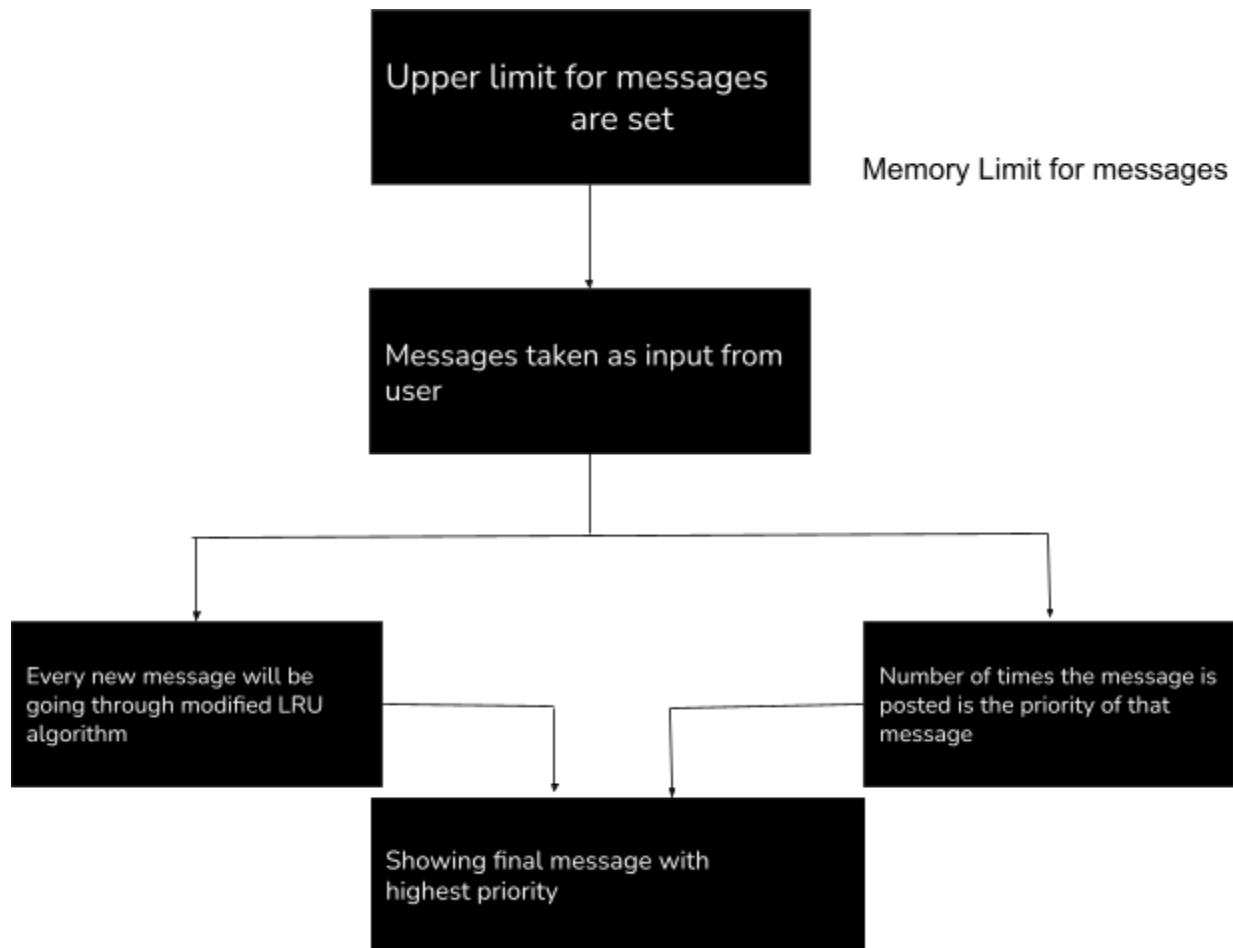 Upper limit for messages
are set
Memory Limit for messages
Messages taken as input from
user
Every new message will be
going through modified LRU
algorithm
Number of times the message is
posted is the priority of that
message
Showing final message with
highest priority